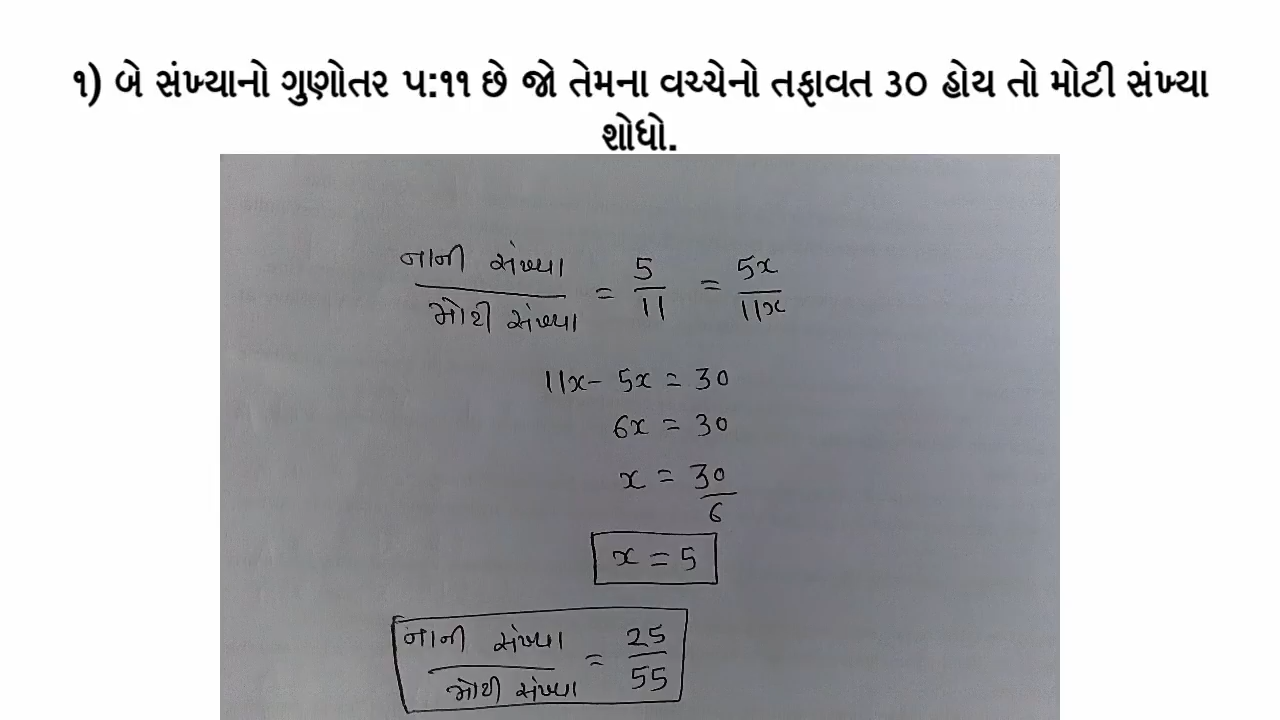 ૧) બે સંખ્યાનો ગુણોતર ૫:૧૧ છે જો તેમના વચ્ચેનો તફાવત ૩૦ હોય તો મોટી સંખ્યા
શોધો.
નાની સંખ્યા / મોટી સંખ્યા = 5/11 = 5x/11x
11x - 5x = 30
6x = 30
x = 30/6
x = 5
નાની સંખ્યા / મોટી સંખ્યા = 25/55